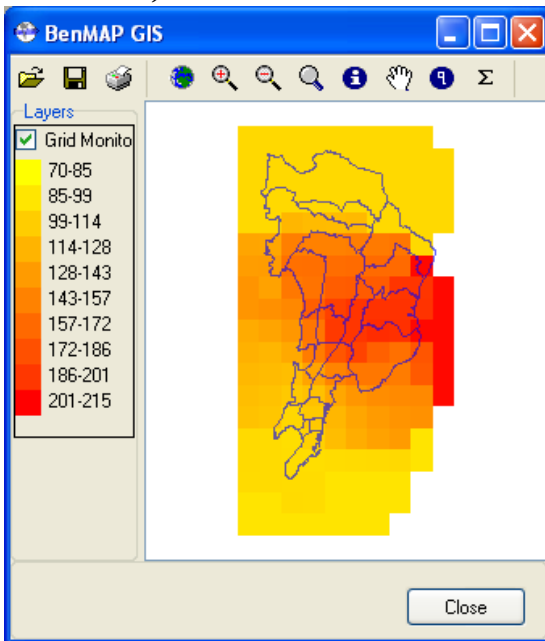 BenMAP GIS
Layers
Grid Monito
70-85
85-99
99-114
114-128
128-143
143-157
157-172
172-186
186-201
201-215
Close